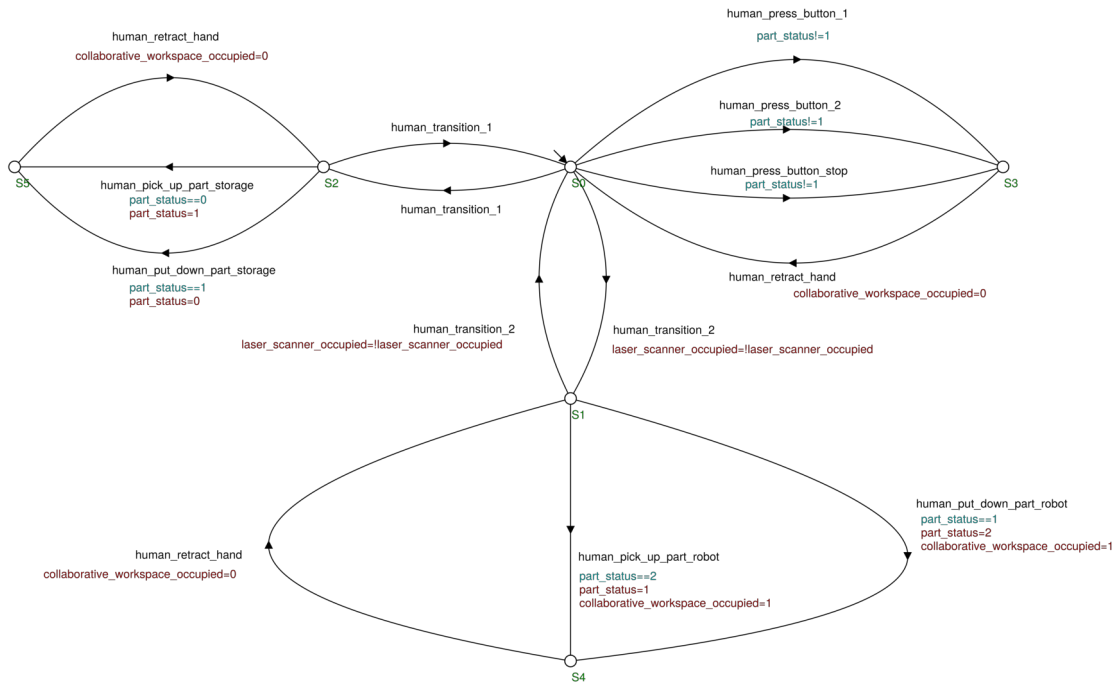 human_press_button_1
part_status!=1
human_retract_hand
collaborative_workspace_occupied=0
human_press_button_2
part_status!=1
human_transition_1
S5
S2
S0
S3
human_press_button_stop
part_status!=1
human_pick_up_part_storage
part_status==0
part_status=1
human_transition_1
human_put_down_part_storage
part_status==1
part_status=0
human_retract_hand
collaborative_workspace_occupied=0
human_transition_2
laser_scanner_occupied=!laser_scanner_occupied
human_transition_2
laser_scanner_occupied=!laser_scanner_occupied
S1
human_put_down_part_robot
part_status==1
part_status=2
collaborative_workspace_occupied=1
human_retract_hand
collaborative_workspace_occupied=0
human_pick_up_part_robot
part_status==2
part_status=1
collaborative_workspace_occupied=1
S4